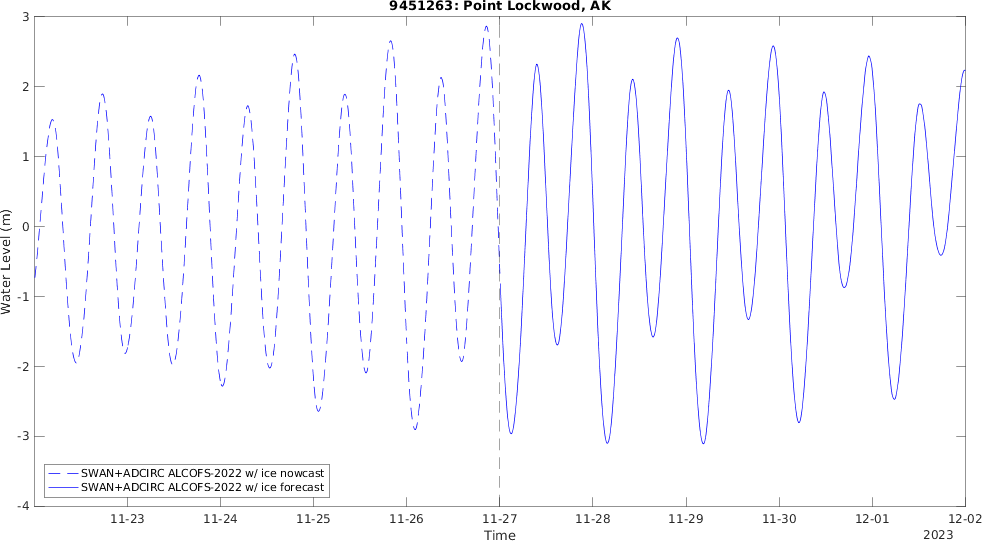 9451263: Point Lockwood, AK
3
2
1
0
-1
-2
-3
-4
Water Level (m)
SWAN+ADCIRC ALCOFS-2022 w/ ice nowcast
SWAN+ADCIRC ALCOFS-2022 w/ ice forecast
11-23 11-24 11-25 11-26 11-27 11-28 11-29 11-30 12-01 12-02
Time
2023